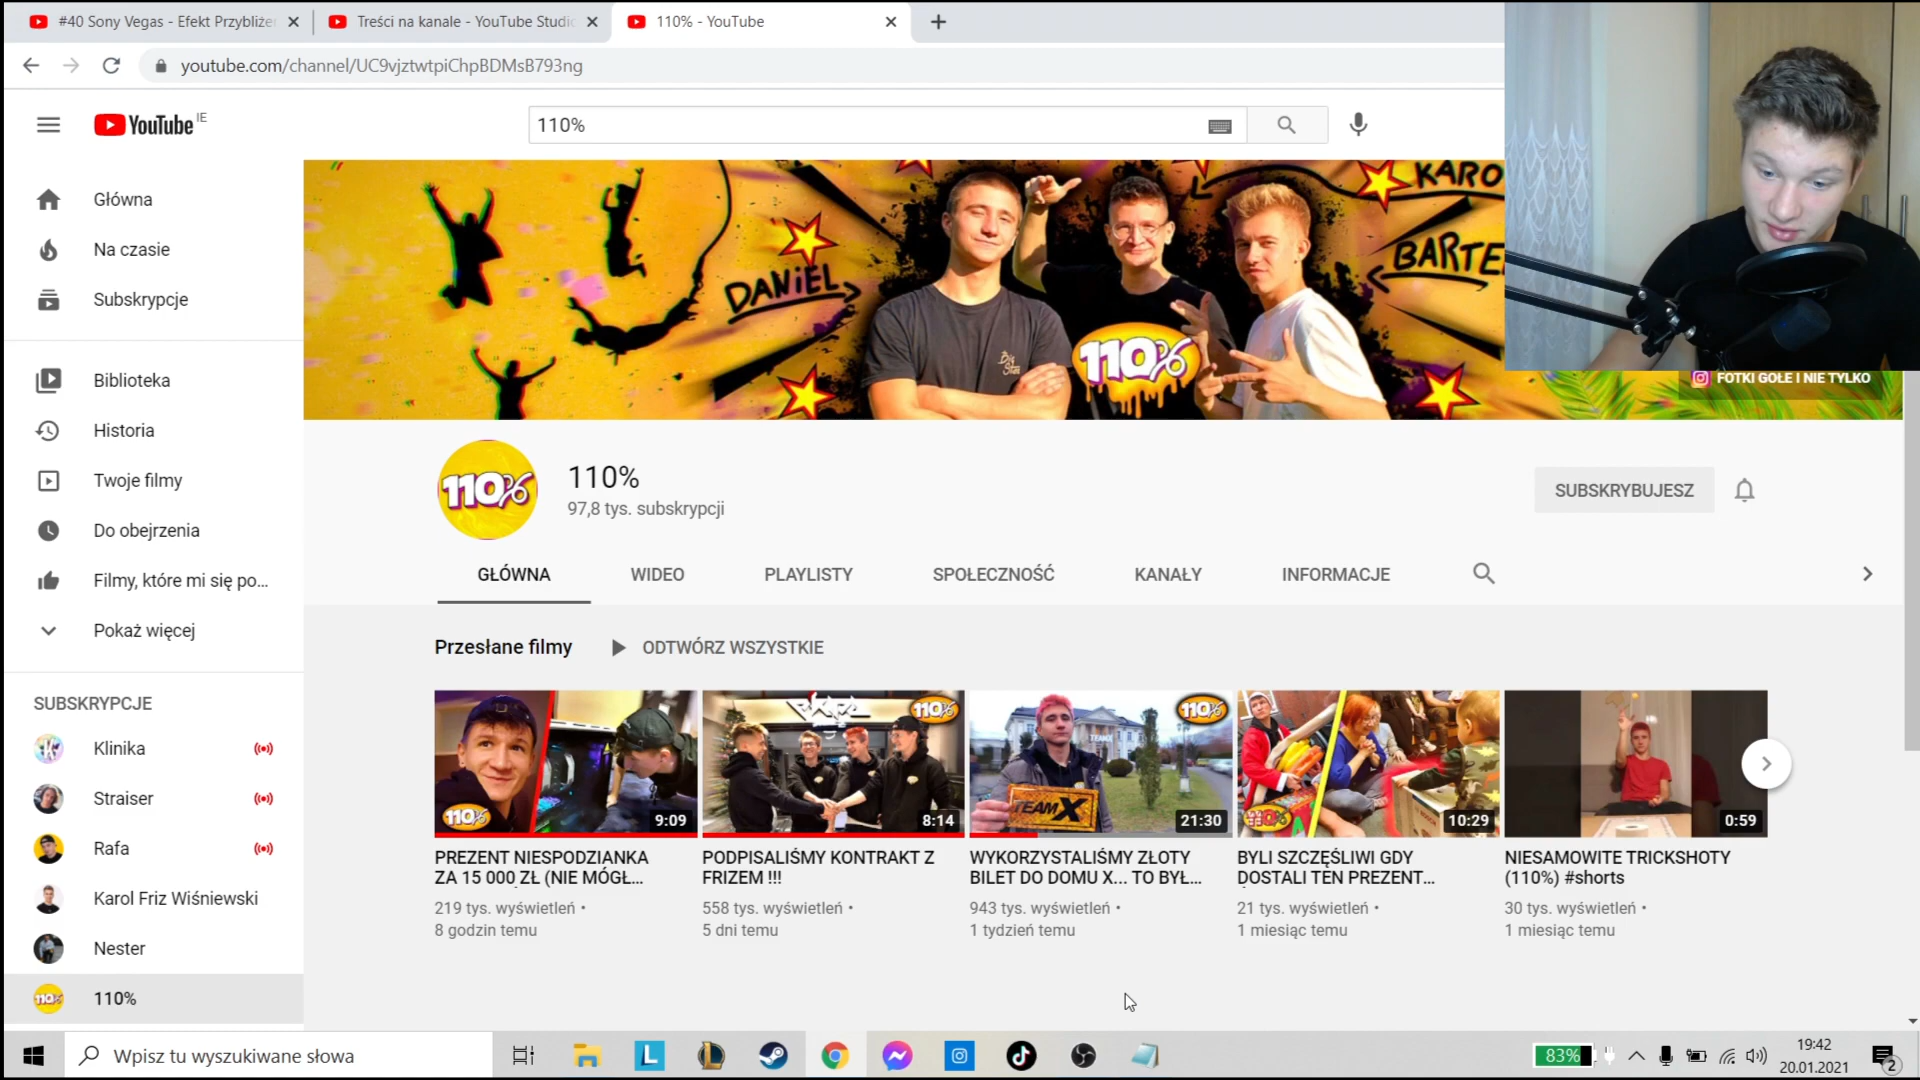 #40 Sony Vegas - Efekt Przybliże
Treści na kanale - YouTube Studio
110% - YouTube
youtube.com/channel/UC9vjztwtpiChpBDMsB793ng
YouTube IE
110%
Główna
Na czasie
Subskrypcje
Biblioteka
Historia
Twoje filmy
Do obejrzenia
Filmy, które mi się po...
Pokaż więcej
SUBSKRYPCJE
Klinika
Straiser
Rafa
Karol Friz Wiśniewski
Nester
110%
DANiEL
110%
KARO
BARTE
FOTKI GOŁE I NIE TYLKO
110%
110%
97,8 tys. subskrypcji
SUBSKRYBUJESZ
GŁÓWNA
WIDEO
PLAYLISTY
SPOŁECZNOŚĆ
KANAŁY
INFORMACJE
Przesłane filmy
ODTWÓRZ WSZYSTKIE
110%
9:09
110%
8:14
TEAMX
110%
21:30
110%
10:29
0:59
PREZENT NIESPODZIANKA
ZA 15 000 ZŁ (NIE MÓGŁ...
219 tys. wyświetleń •
8 godzin temu
PODPISALIŚMY KONTRAKT Z
FRIZEM !!!
558 tys. wyświetleń •
5 dni temu
WYKORZYSTALIŚMY ZŁOTY
BILET DO DOMU X... TO BYŁ...
943 tys. wyświetleń •
1 tydzień temu
BYLI SZCZĘŚLIWI GDY
DOSTALI TEN PREZENT...
21 tys. wyświetleń •
1 miesiąc temu
NIESAMOWITE TRICKSHOTY
(110%) #shorts
30 tys. wyświetleń •
1 miesiąc temu
Wpisz tu wyszukiwane słowa
L
83%
19:42
20.01.2021
2